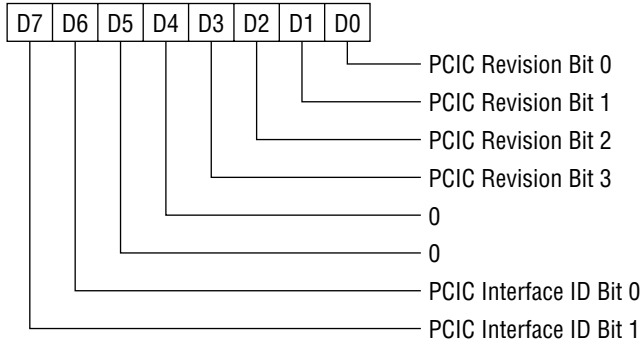 D7 D6 D5 D4 D3 D2 D1 D0
PCIC Revision Bit 0
PCIC Revision Bit 1
PCIC Revision Bit 2
PCIC Revision Bit 3
0
0
PCIC Interface ID Bit 0
PCIC Interface ID Bit 1